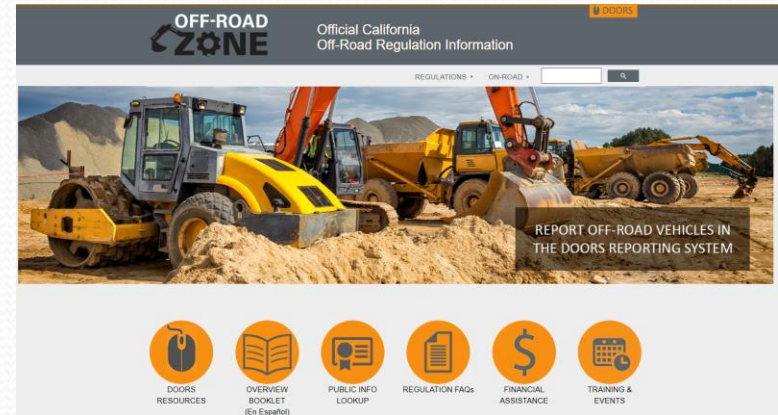 DOORS
OFF-ROAD
ZONE
Official California
Off-Road Regulation Information
REGULATIONS
ON-ROAD
REPORT OFF-ROAD VEHICLES IN
THE DOORS REPORTING SYSTEM
DOORS
RESOURCES
OVERVIEW
BOOKLET
(En Español)
PUBLIC INFO
LOOKUP
REGULATION FAQs
FINANCIAL
ASSISTANCE
TRAINING &
EVENTS